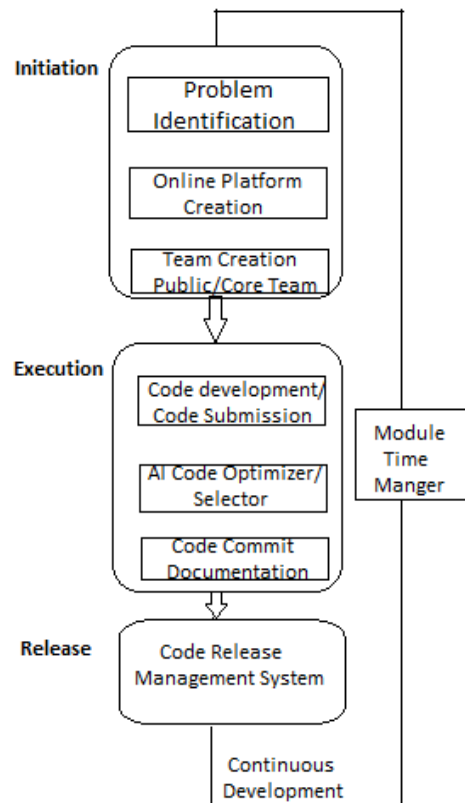 Initiation
Problem
Identification
Online Platform
Creation
Team Creation
Public/Core Team
Execution
Code development/
Code Submission
AI Code Optimizer/
Selector
Code Commit
Documentation
Module
Time
Manger
Release
Code Release
Management System
Continuous
Development